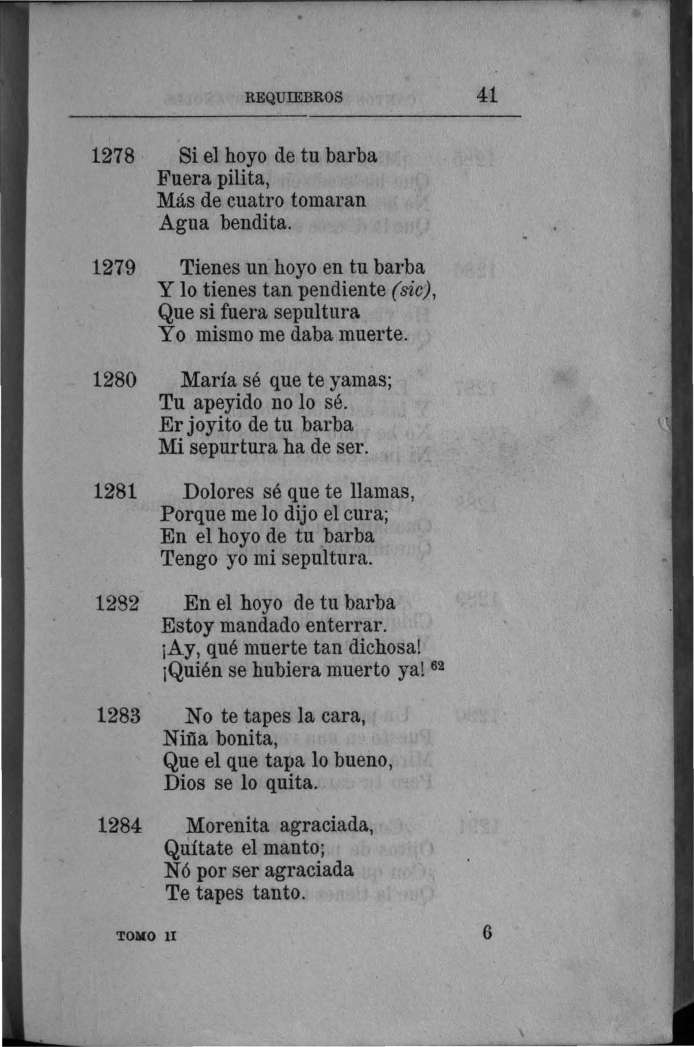 REQUIEBROS 41
1278 Si el hoyo de tu barba
Fuera pilita,
Más de cuatro tomaran
Agua bendita.
1279 Tienes un hoyo en tu barba
Y lo tienes tan pendiente (sic),
Que si fuera sepultura
Yo mismo me daba muerte.
1280 María sé que te yamas;
Tu apeyido no lo sé.
Er joyito de tu barba
Mi sepurtura ha de ser.
1281 Dolores sé que te llamas,
Porque me lo dijo el cura;
En el hoyo de tu barba
Tengo yo mi sepultura.
1282 En el hoyo de tu barba
Estoy mandado enterrar.
¡Ay, qué muerte tan dichosa!
¡Quién se hubiera muerto ya! 62
1283 No te tapes la cara,
Niña bonita,
Que el que tapa lo bueno,
Dios se lo quita.
1284 Morenita agraciada,
Quítate el manto;
Nó por ser agraciada
Te tapes tanto.
TOMO II 6